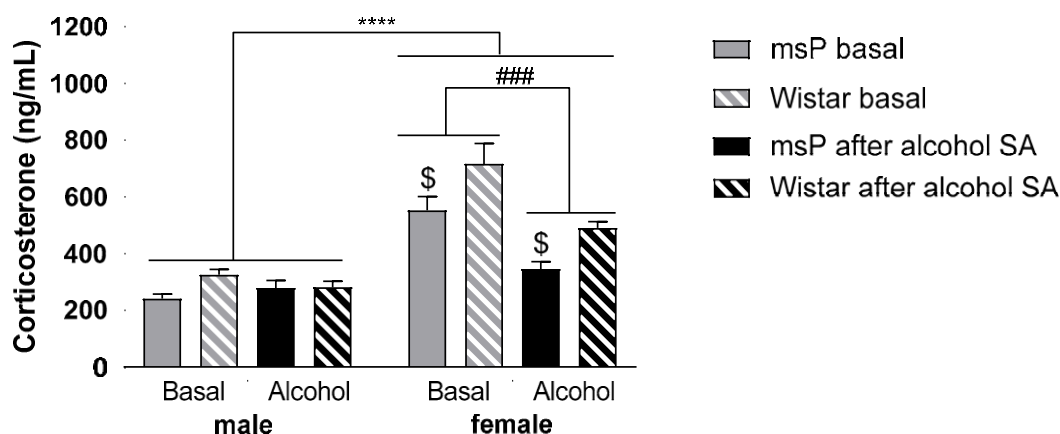 Corticosterone (ng/mL)
1200
1000
800
600
400
200
0
****
###
$
$
Basal
Alcohol
Basal
Alcohol
male
female
msP basal
Wistar basal
msP after alcohol SA
Wistar after alcohol SA